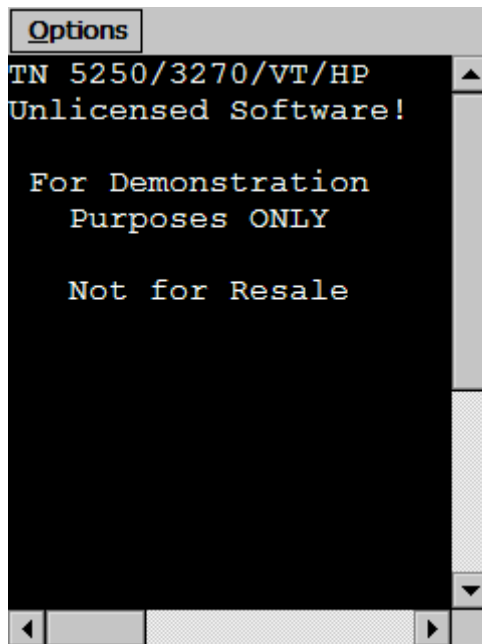 Options
TN 5250/3270/VT/HP
Unlicensed Software!
For Demonstration
Purposes ONLY
Not for Resale